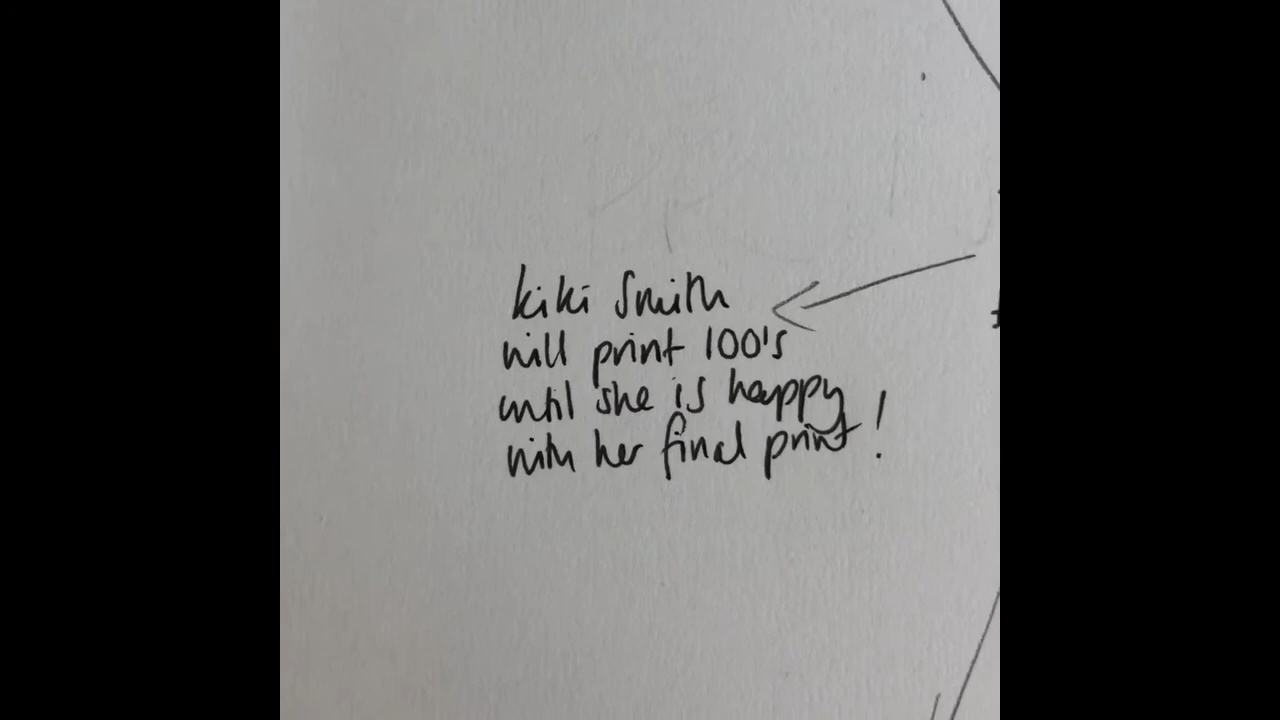 kiki Smith
will print 100's
until she is happy
with her final print!